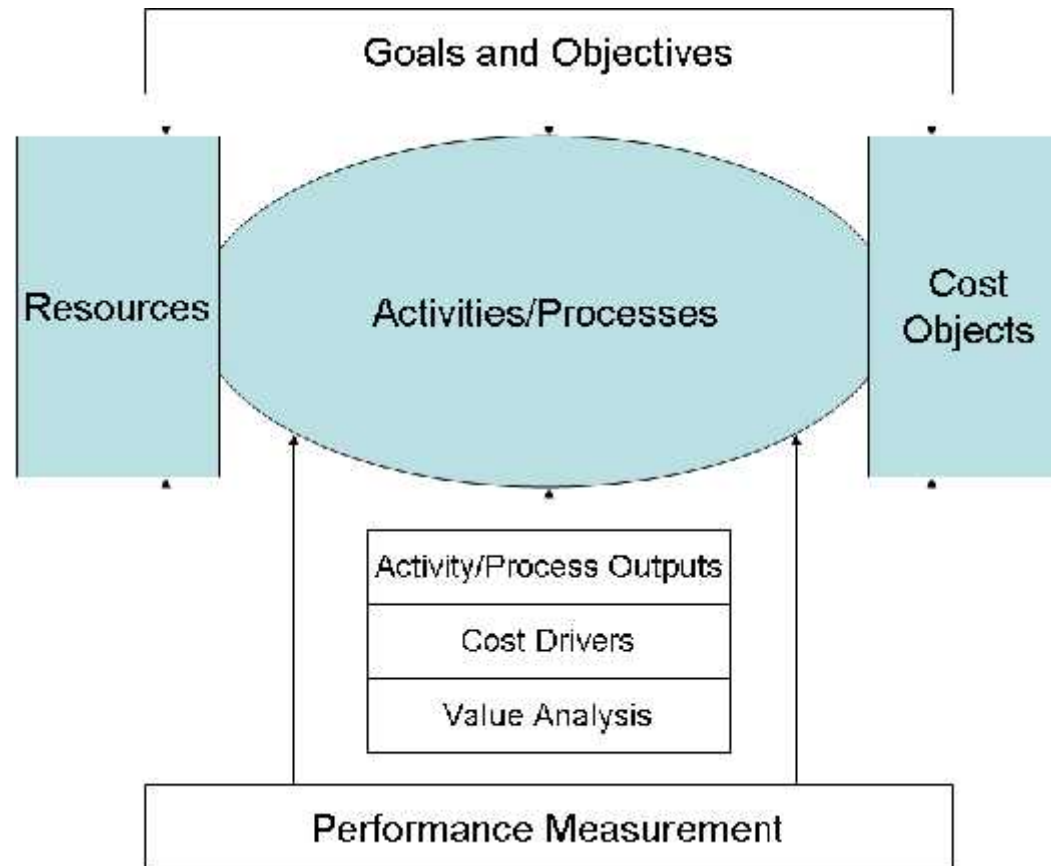 Goals and Objectives
Resources
Activities/Processes
Cost
Objects
Activity/Process Outputs
Cost Drivers
Value Analysis
Performance Measurement